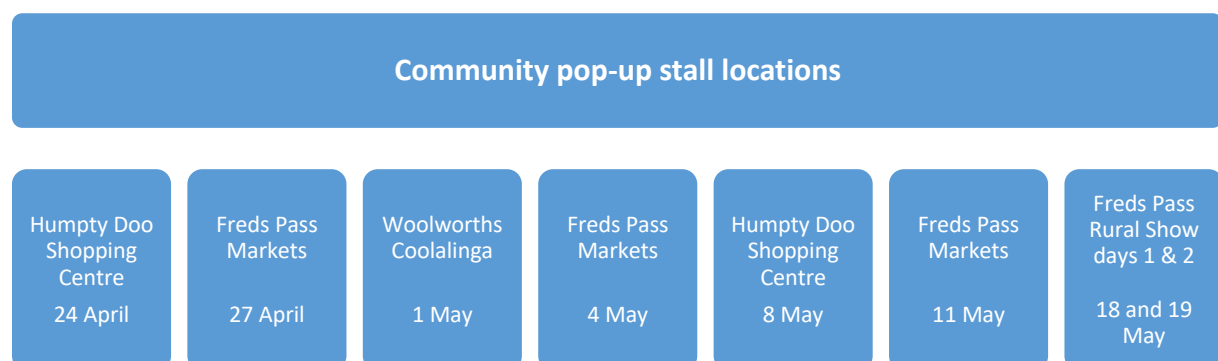 Community pop-up stall locations
Humpty Doo
Shopping
Centre
24 April
Freds Pass
Markets
27 April
Woolworths
Coolalinga
1 May
Freds Pass
Markets
4 May
Humpty Doo
Shopping
Centre
8 May
Freds Pass
Markets
11 May
Freds Pass
Rural Show
days 1 & 2
18 and 19
May